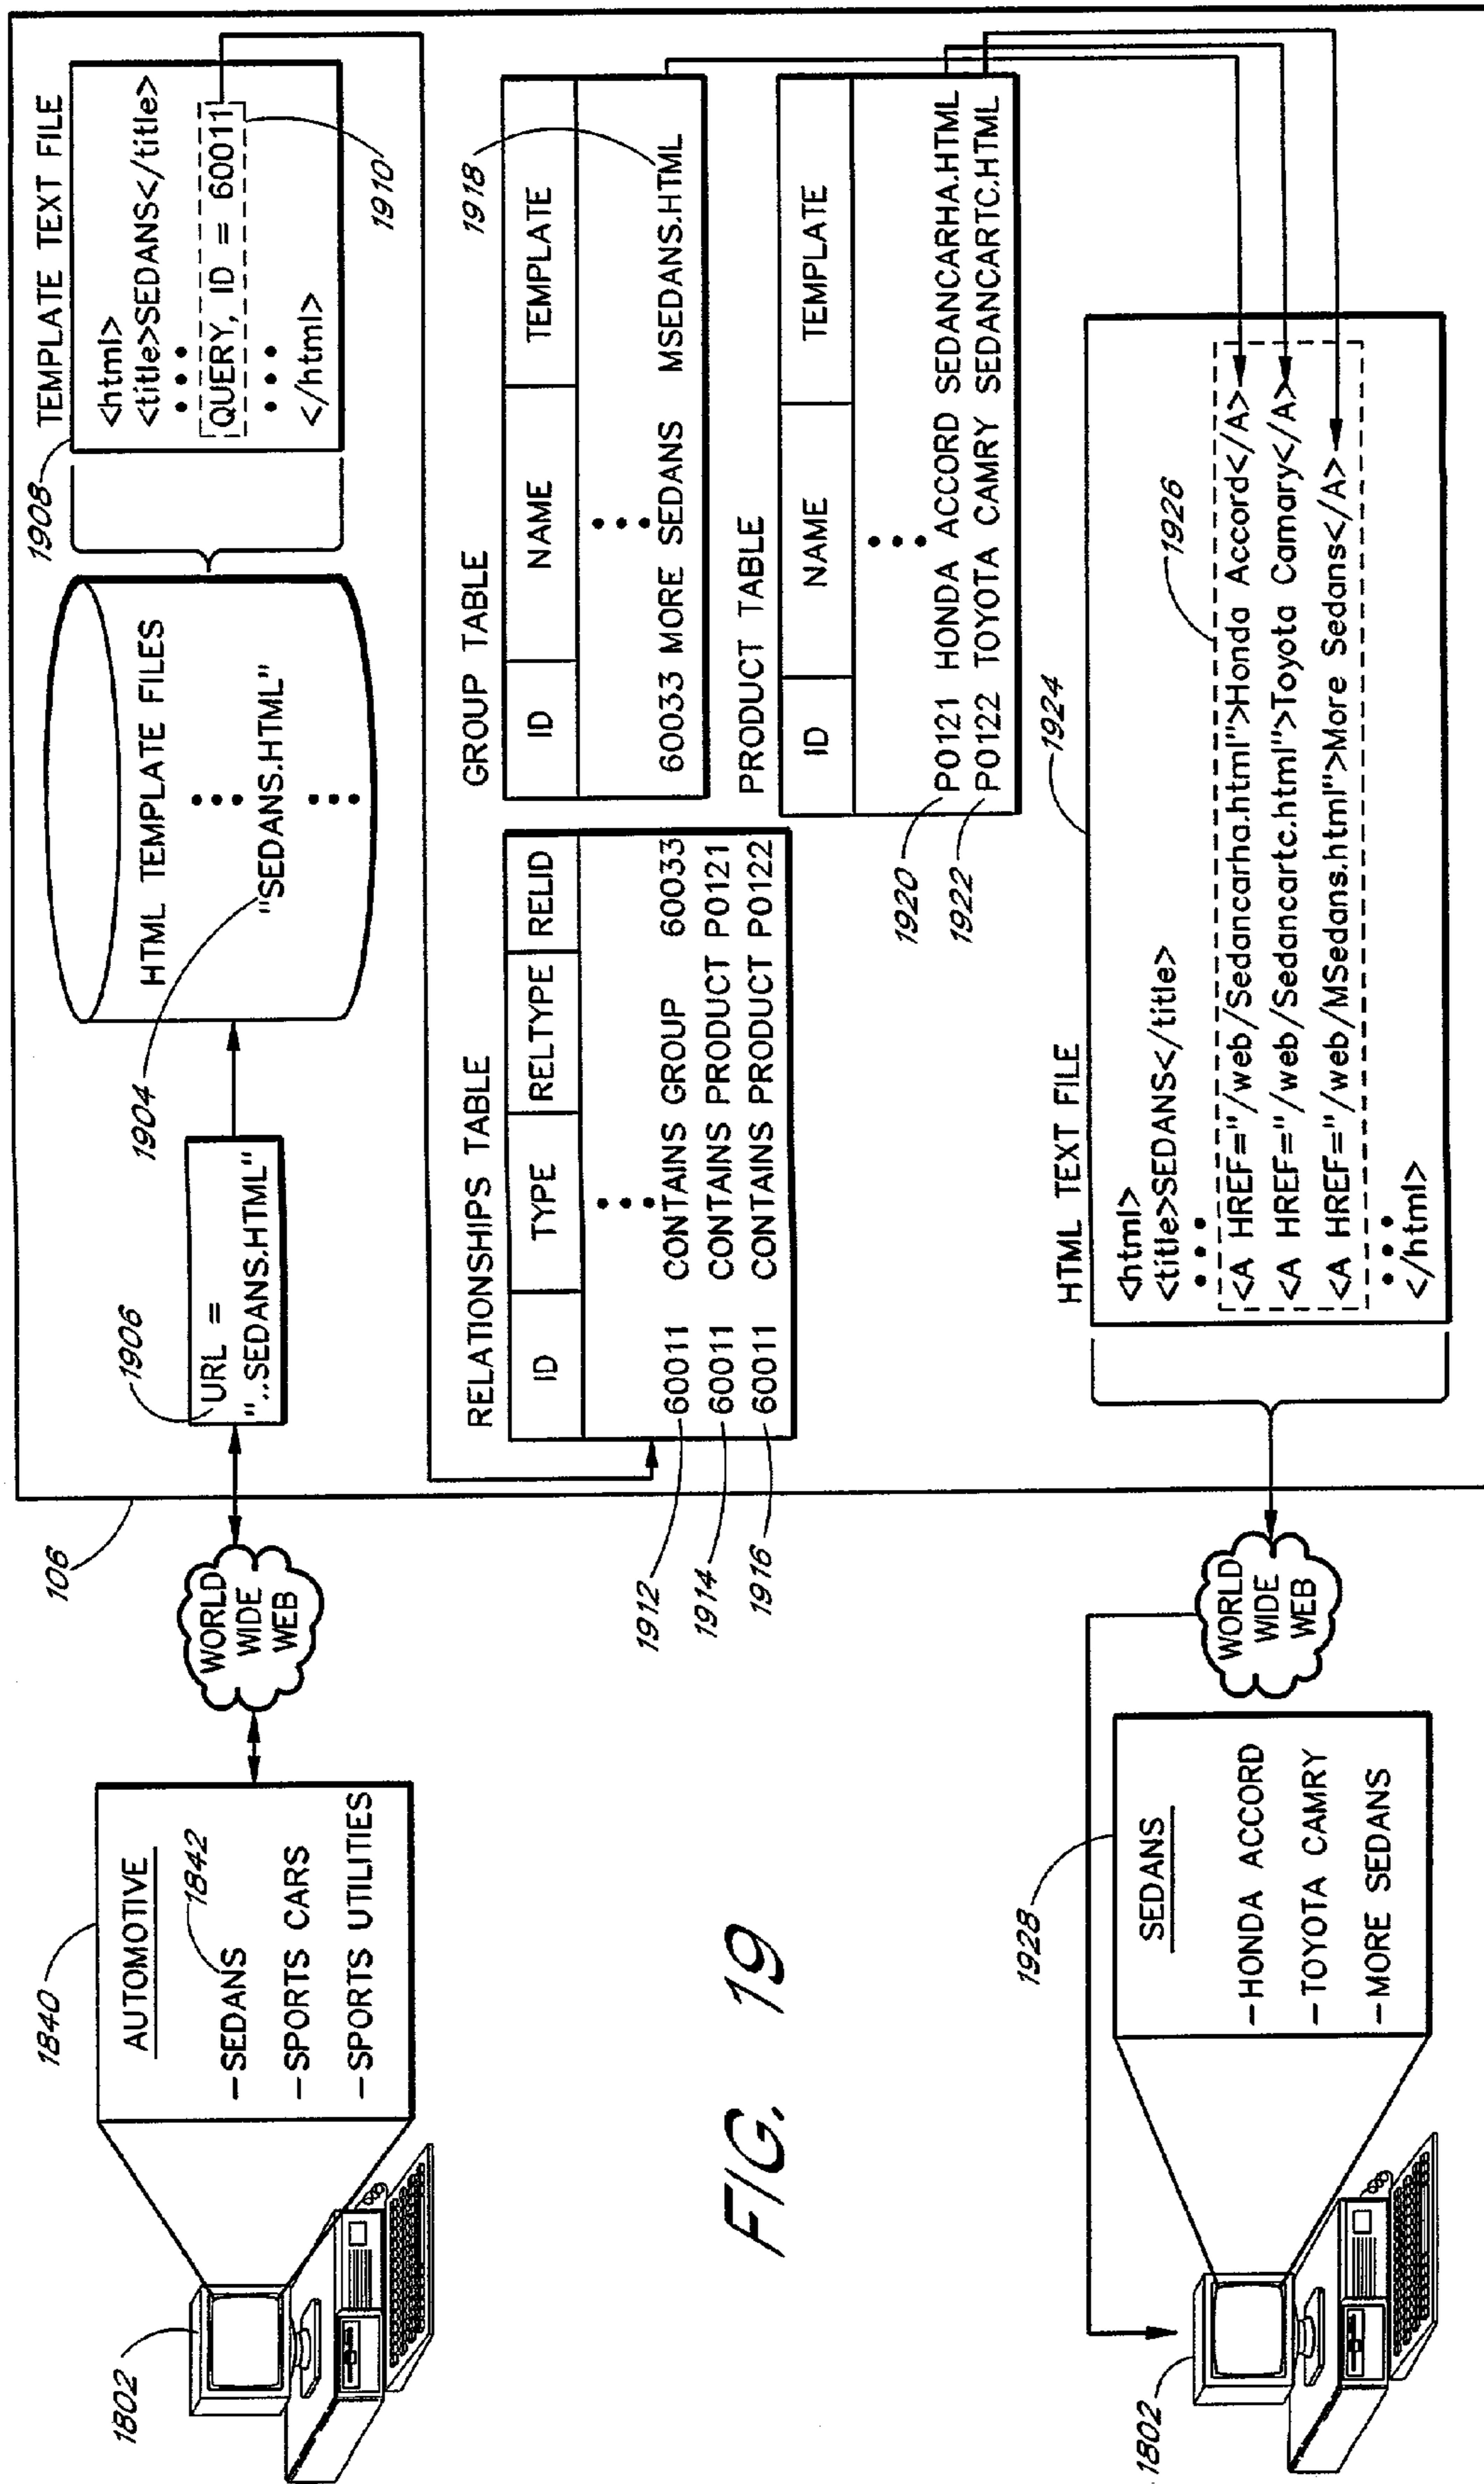 106
1802
1840
AUTOMOTIVE
-SEDANS
1842
-SPORTS CARS
-SPORTS UTILITIES
WORLD
WIDE
WEB
1906
URL =
"..SEDANS.HTML"
1904
HTML TEMPLATE FILES
"SEDANS.HTML"
1908
TEMPLATE TEXT FILE
<html>
<title>SEDANS</title>
QUERY, ID = 60011
</html>
1910
RELATIONSHIPS TABLE
ID TYPE RELTYPE RELID
1912 60011 CONTAINS GROUP 60033
1914 60011 CONTAINS PRODUCT P0121
1916 60011 CONTAINS PRODUCT P0122
GROUP TABLE
1918
ID NAME TEMPLATE
60033 MORE SEDANS MSEDANS.HTML
PRODUCT TABLE
ID NAME TEMPLATE
1920 P0121 HONDA ACCORD SEDANCARHA.HTML
1922 P0122 TOYOTA CAMRY SEDANCARTC.HTML
HTML TEXT FILE
1924
<html>
<title>SEDANS</title>
1926
<A HREF="/web/Sedancarha.html">Honda Accord</A>
<A HREF="/web/Sedancartc.html">Toyota Camary</A>
<A HREF="/web/MSedans.html">More Sedans</A>
</html>
WORLD
WIDE
WEB
1928
SEDANS
-HONDA ACCORD
-TOYOTA CAMRY
-MORE SEDANS
1802
FIG. 19